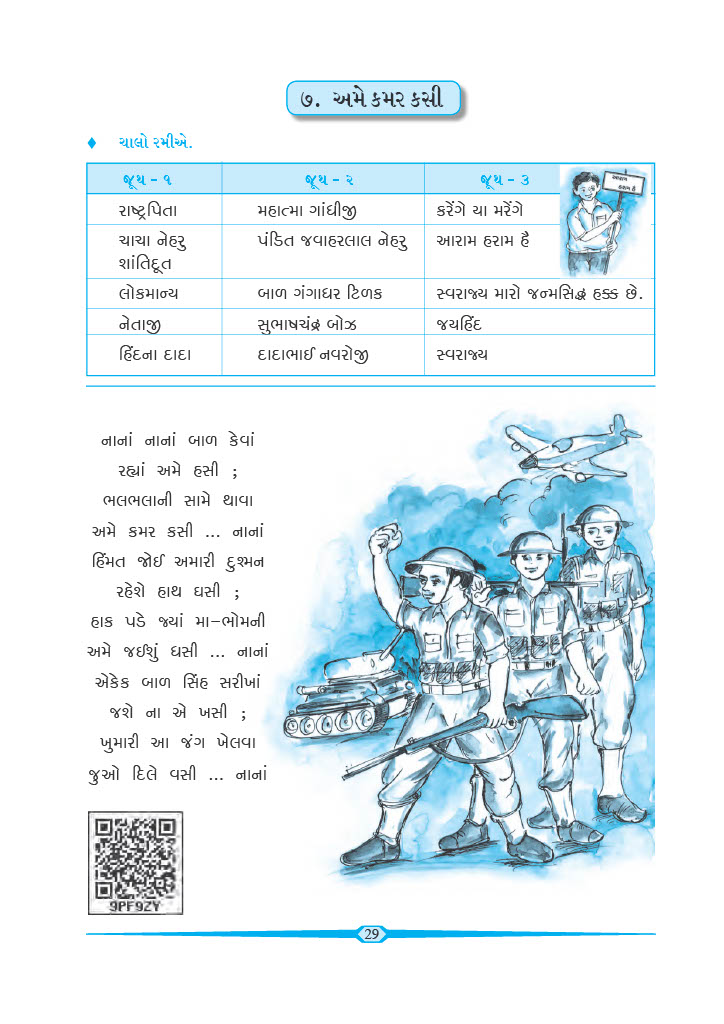 ૭. અમે કમર કસી
♦ ચાલો રમીએ.
જૂથ - ૧ જૂથ - ૨ જૂથ - ૩
આરામ
હરામ હૈ
રાષ્ટ્રપિતા મહાત્મા ગાંધીજી કરેંગે યા મરેંગે
ચાચા નેહરુ પંડિત જવાહરલાલ નેહરુ આરામ હરામ હૈ
શાંતિદૂત
લોકમાન્ય બાળ ગંગાધર ટિળક સ્વરાજ્ય મારો જન્મસિદ્ધ હક્ક છે.
નેતાજી સુભાષચંદ્ર બોઝ જયહિંદ
હિંદના દાદા દાદાભાઈ નવરોજી સ્વરાજ્ય
નાનાં નાનાં બાળ કેવાં
રહ્યાં અમે હસી ;
ભલભલાની સામે થાવા
અમે કમર કસી ... નાનાં
હિંમત જોઈ અમારી દુશ્મન
રહેશે હાથ ઘસી ;
હાક પડે જ્યાં મા-ભોમની
અમે જઈશું ધસી ... નાનાં
એકેક બાળ સિંહ સરીખાં
જશે ના એ ખસી ;
ખુમારી આ જંગ ખેલવા
જુઓ દિલે વસી ... નાનાં
9PF9ZY
29